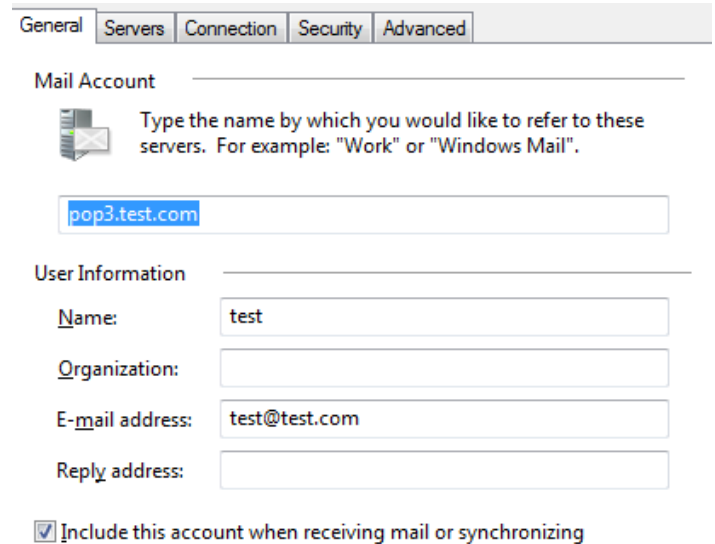 General Servers Connection Security Advanced
Mail Account
Type the name by which you would like to refer to these
servers. For example: "Work" or "Windows Mail".
pop3.test.com
User Information
Name: test
Organization:
E-mail address: test@test.com
Reply address:
Include this account when receiving mail or synchronizing